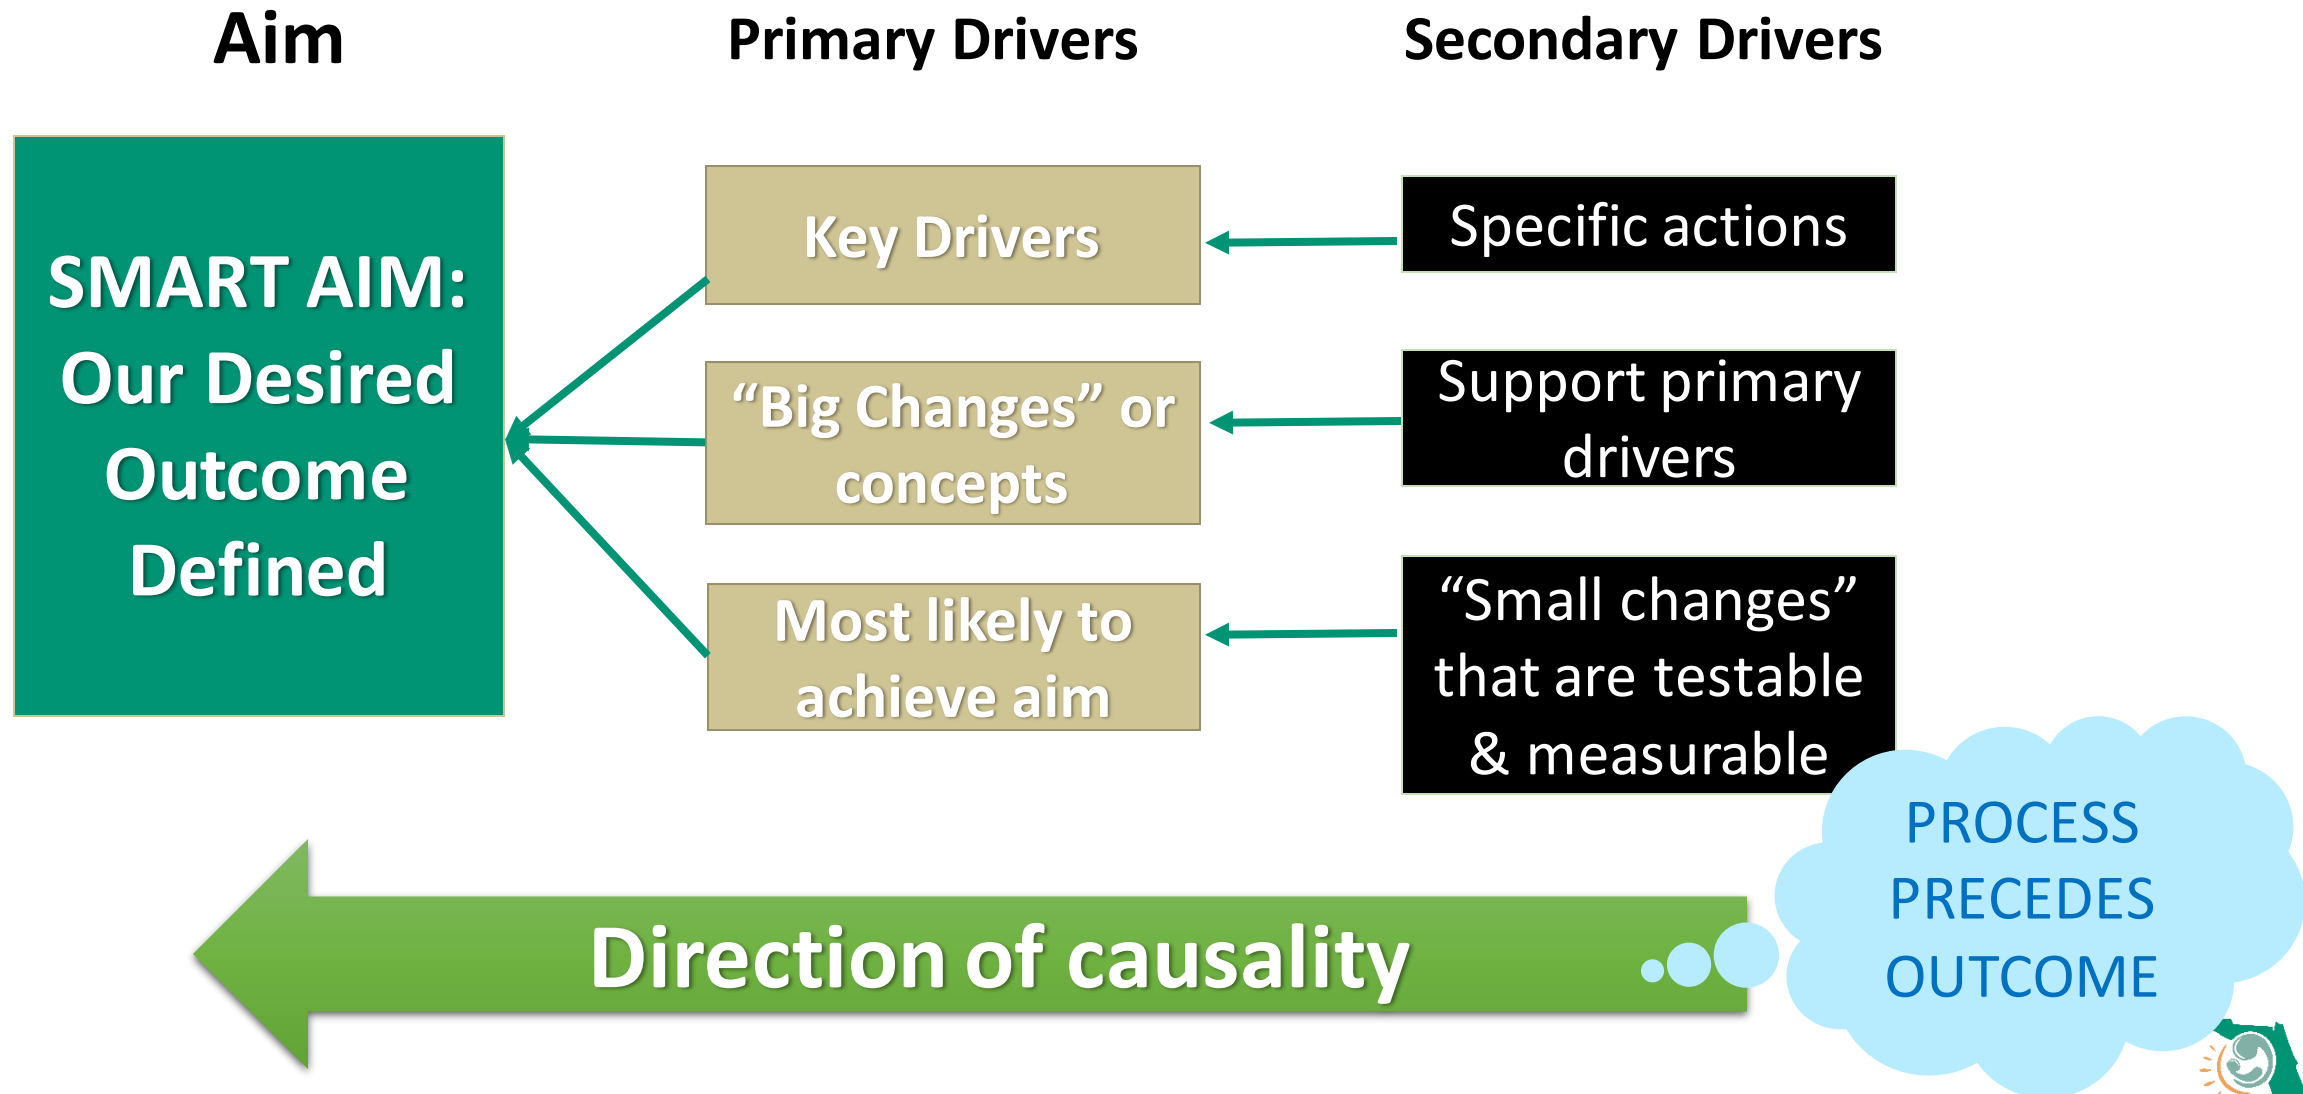 Aim
Primary Drivers
Secondary Drivers
SMART AIM:
Our Desired
Outcome
Defined
Key Drivers
“Big Changes” or
concepts
Most likely to
achieve aim
Specific actions
Support primary
drivers
“Small changes”
that are testable
& measurable
Direction of causality
PROCESS
PRECEDES
OUTCOME